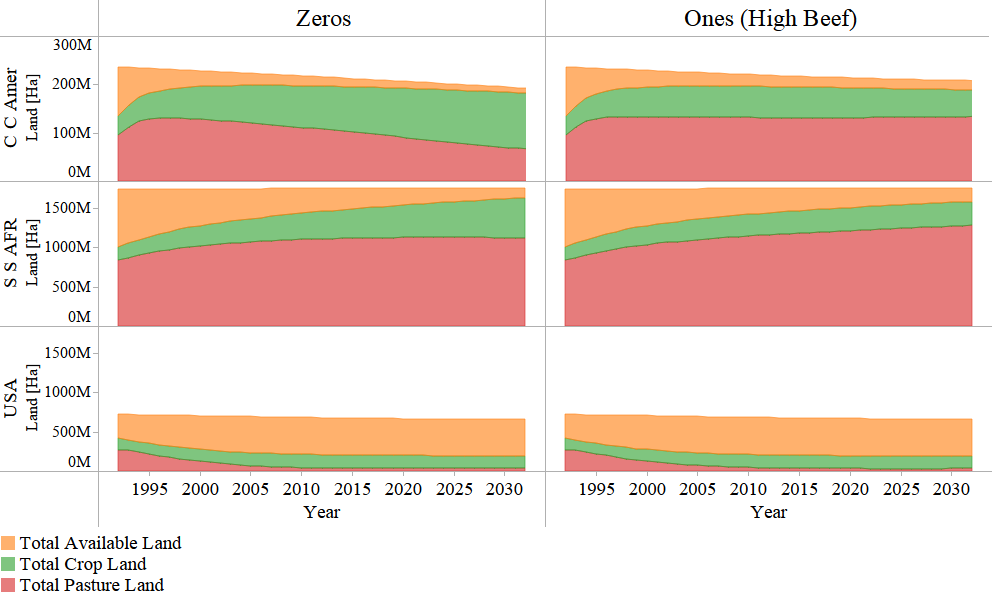 Zeros
Ones (High Beef)
C C Amer
Land [Ha]
300M
200M
100M
0M
S S AFR
Land [Ha]
1500M
1000M
500M
0M
USA
Land [Ha]
1500M
1000M
500M
0M
1995 2000 2005 2010 2015 2020 2025 2030
Year
1995 2000 2005 2010 2015 2020 2025 2030
Year
Total Available Land
Total Crop Land
Total Pasture Land